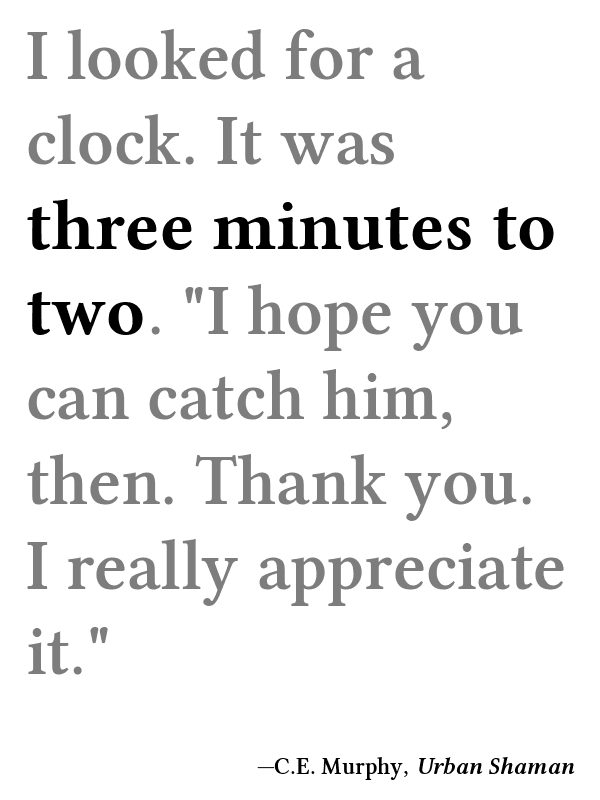 I looked for a
clock. It was
three minutes to
two. "I hope you
can catch him,
then. Thank you.
I really appreciate
it."
—C.E. Murphy, Urban Shaman